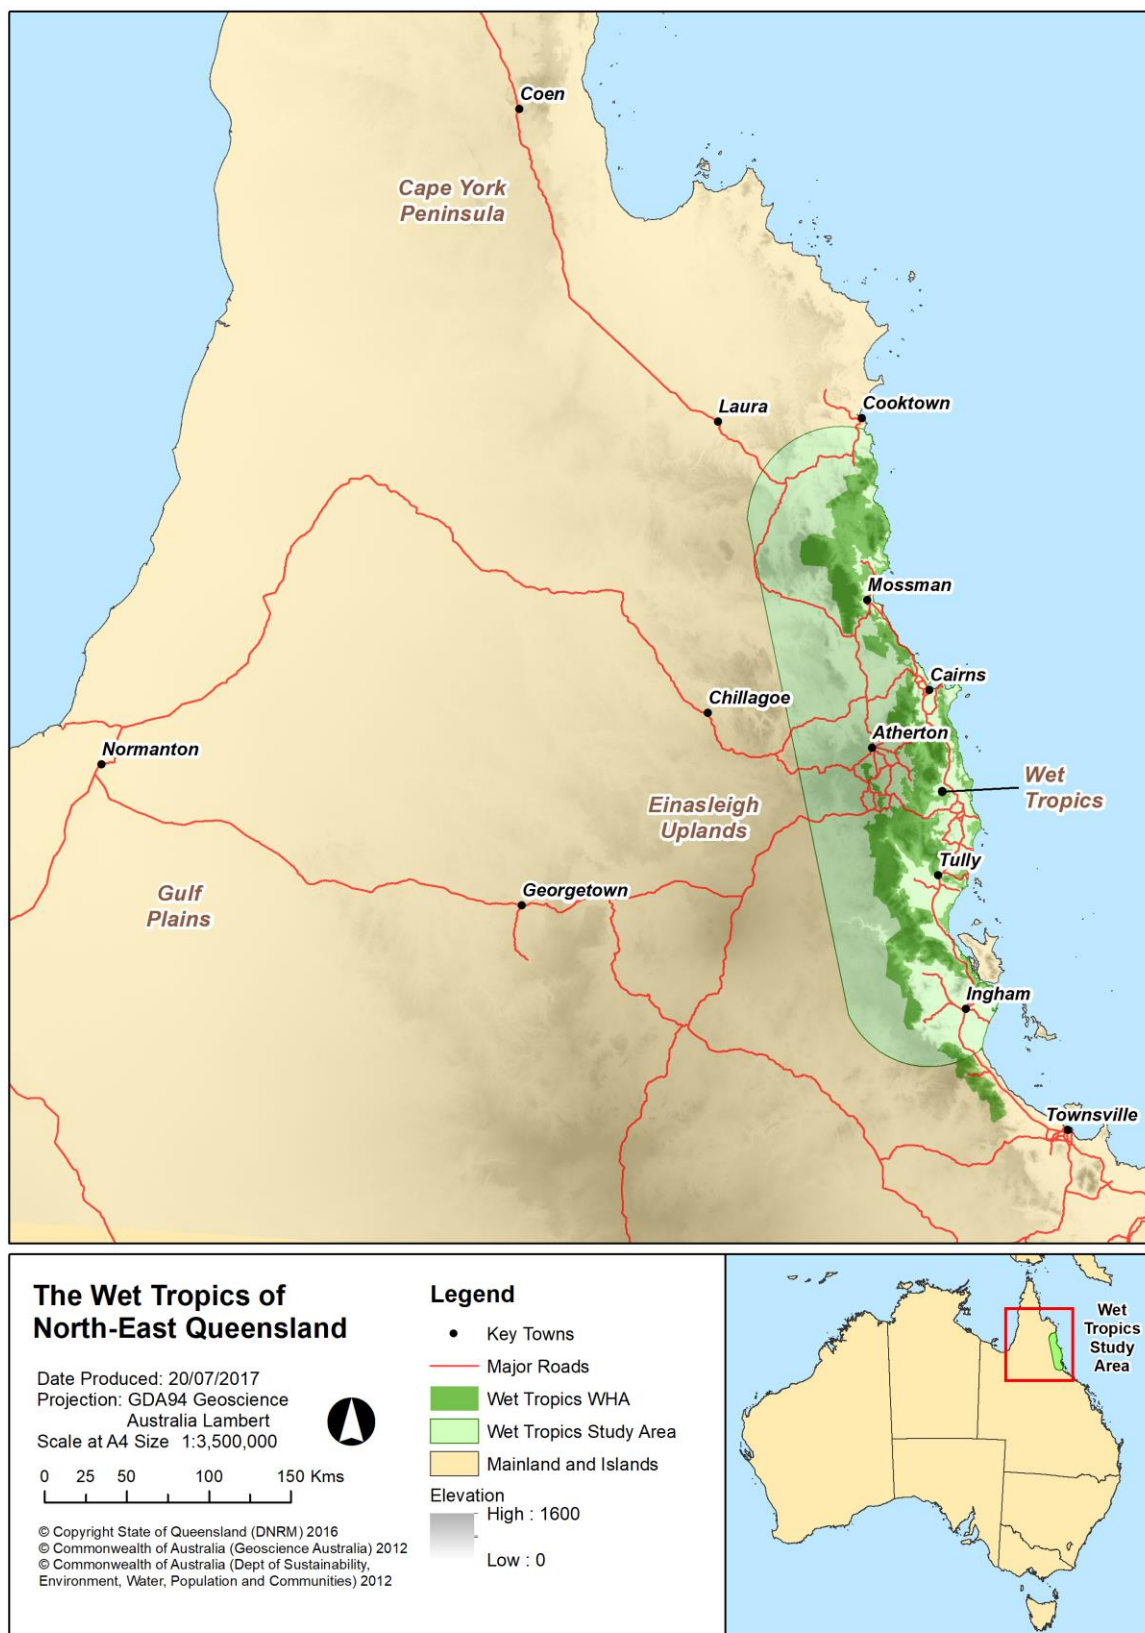 Coen
Cape York
Peninsula
Laura
Cooktown
Mossman
Cairns
Chillagoe
Atherton
Normanton
Wet
Tropics
Einasleigh
Uplands
Tully
Gulf
Plains
Georgetown
Ingham
Townsville
The Wet Tropics of
North-East Queensland
Date Produced: 20/07/2017
Projection: GDA94 Geoscience
Australia Lambert
Scale at A4 Size 1:3,500,000
0 25 50 100 150 Kms
© Copyright State of Queensland (DNRM) 2016
© Commonwealth of Australia (Geoscience Australia) 2012
© Commonwealth of Australia (Dept of Sustainability,
Environment, Water, Population and Communities) 2012
Legend
Key Towns
Major Roads
Wet Tropics WHA
Wet Tropics Study Area
Mainland and Islands
Elevation
High : 1600
Low : 0
Wet
Tropics
Study
Area